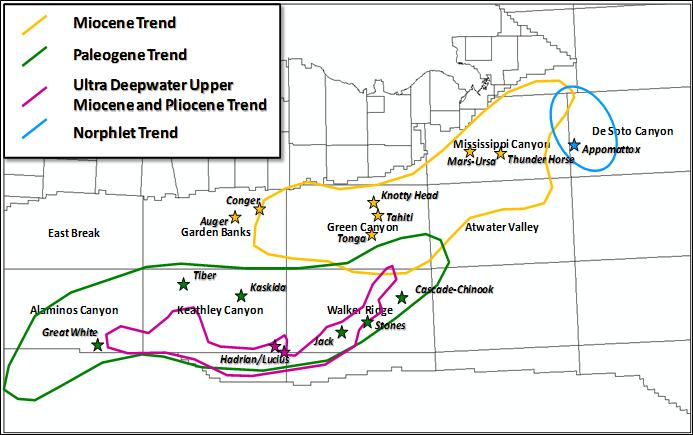 Miocene Trend
Paleogene Trend
Ultra Deepwater Upper
Miocene and Pliocene Trend
Norphlet Trend
De Soto Canyon
Mississippi Canyon
Appomattox
Mars-Ursa
Thunder Horse
Conger
Knotty Head
Auger
Tahiti
East Break
Garden Banks
Green Canyon
Atwater Valley
Tonga
Tiber
Kaskida
Cascade-Chinook
Alaminos Canyon
Keathley Canyon
Walker Ridge
Great White
Stones
Jack
Hadrian/Lucius